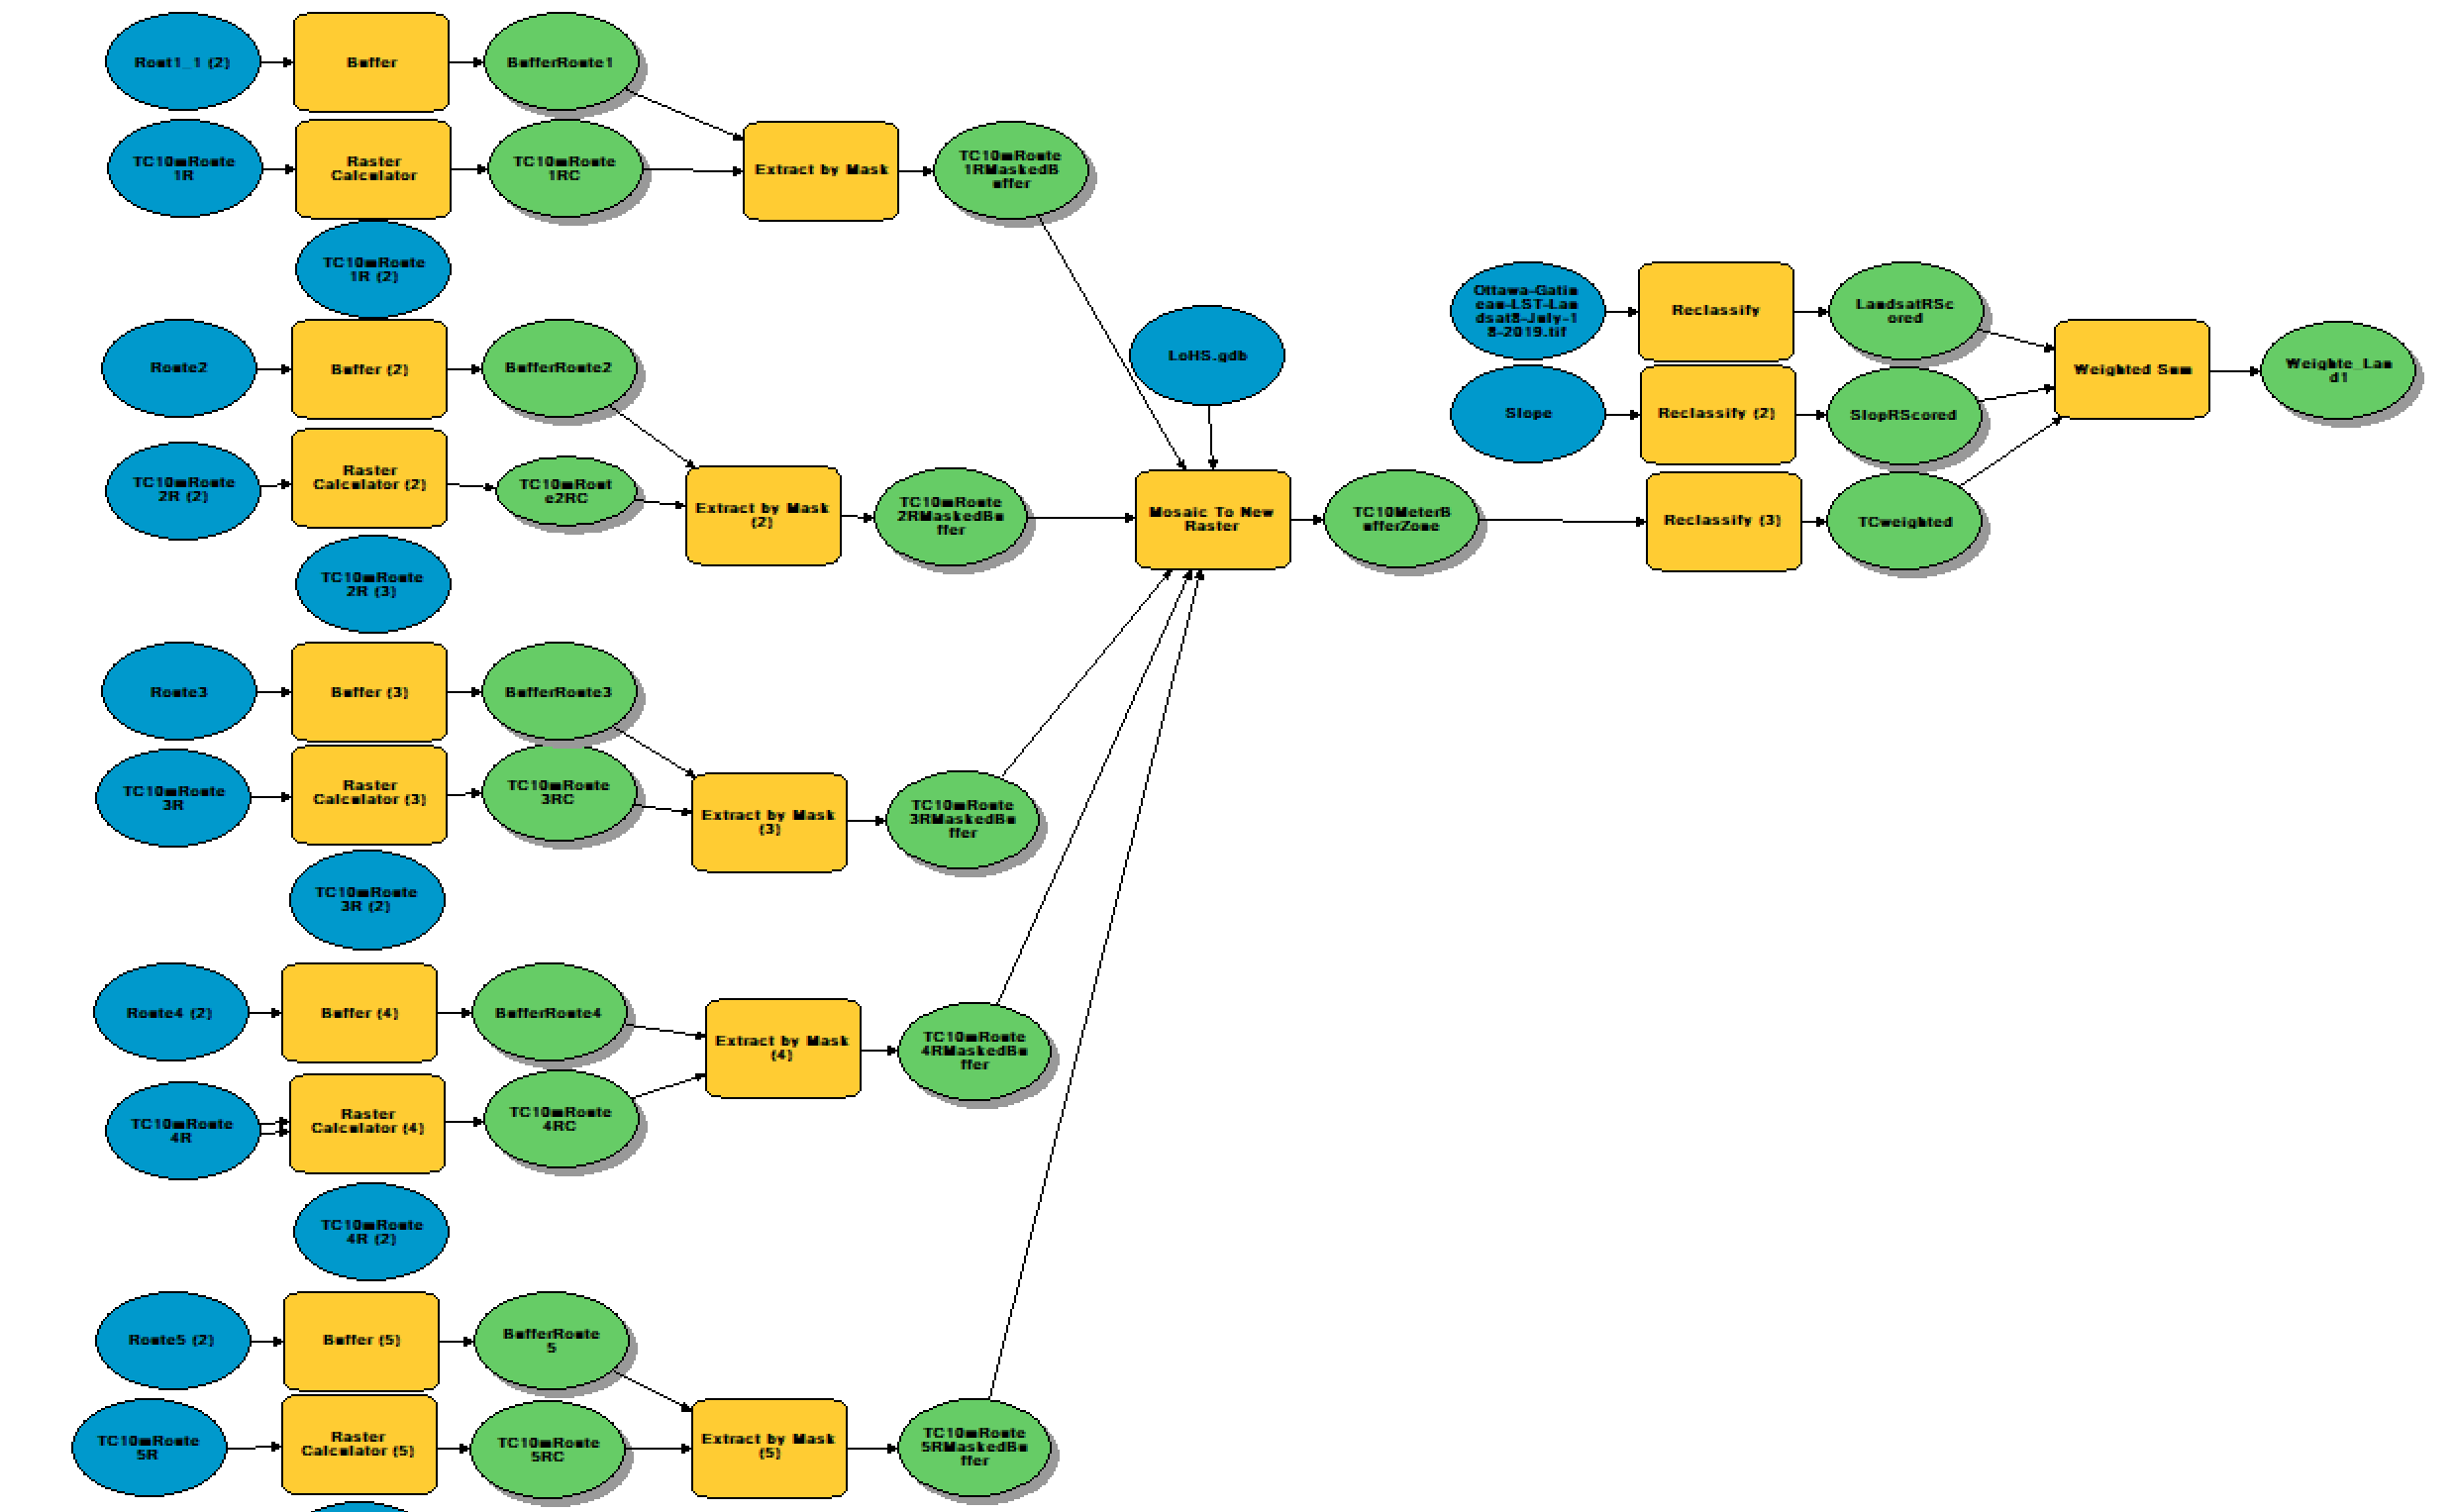 Rout1_1 (2)
Buffer
BufferRoute1
TC10mRoute
1R
Raster
Calculator
TC10mRoute
1RC
Extract by Mask
TC10mRoute
1RMaskedB
uffer
TC10mRoute
1R (2)
Route2
Buffer (2)
BufferRoute2
TC10mRoute
2R (2)
Raster
Calculator (2)
TC10mRout
e2RC
Extract by Mask
(2)
TC10mRoute
2RMaskedBu
ffer
TC10mRoute
2R (3)
LoHS.gdb
Mosaic To New
Raster
TC10MeterB
ufferZone
Ottawa-Gatin
eau-LST-Lan
dsat8-July-1
8-2019.tif
Reclassify
LandsatRSc
ored
Slope
Reclassify (2)
SlopRScored
Reclassify (3)
TCweighted
Weighted Sum
Weighte_Lan
d1
Route3
Buffer (3)
BufferRoute3
TC10mRoute
3R
Raster
Calculator (3)
TC10mRoute
3RC
Extract by Mask
(3)
TC10mRoute
3RMaskedBu
ffer
TC10mRoute
3R (2)
Route4 (2)
Buffer (4)
BufferRoute4
TC10mRoute
4R
Raster
Calculator (4)
TC10mRoute
4RC
Extract by Mask
(4)
TC10mRoute
4RMaskedBu
ffer
TC10mRoute
4R (2)
Route5 (2)
Buffer (5)
BufferRoute
5
TC10mRoute
5R
Raster
Calculator (5)
TC10mRoute
5RC
Extract by Mask
(5)
TC10mRoute
5RMaskedBu
ffer